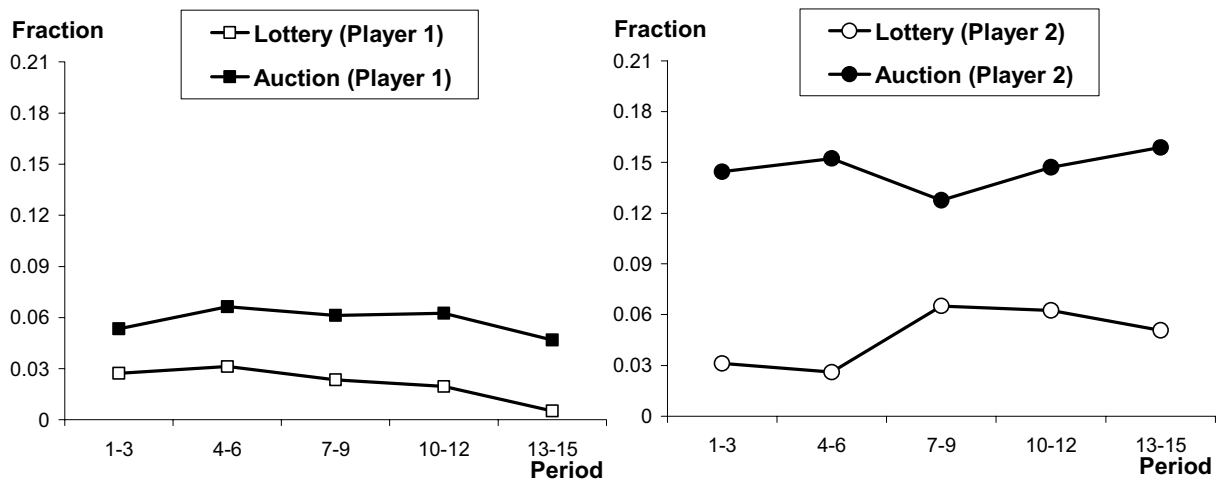 Fraction
Lottery (Player 1)
Auction (Player 1)
0.21
0.18
0.15
0.12
0.09
0.06
0.03
0
1-3 4-6 7-9 10-12 13-15
Period
Fraction
Lottery (Player 2)
Auction (Player 2)
0.21
0.18
0.15
0.12
0.09
0.06
0.03
0
1-3 4-6 7-9 10-12 13-15
Period